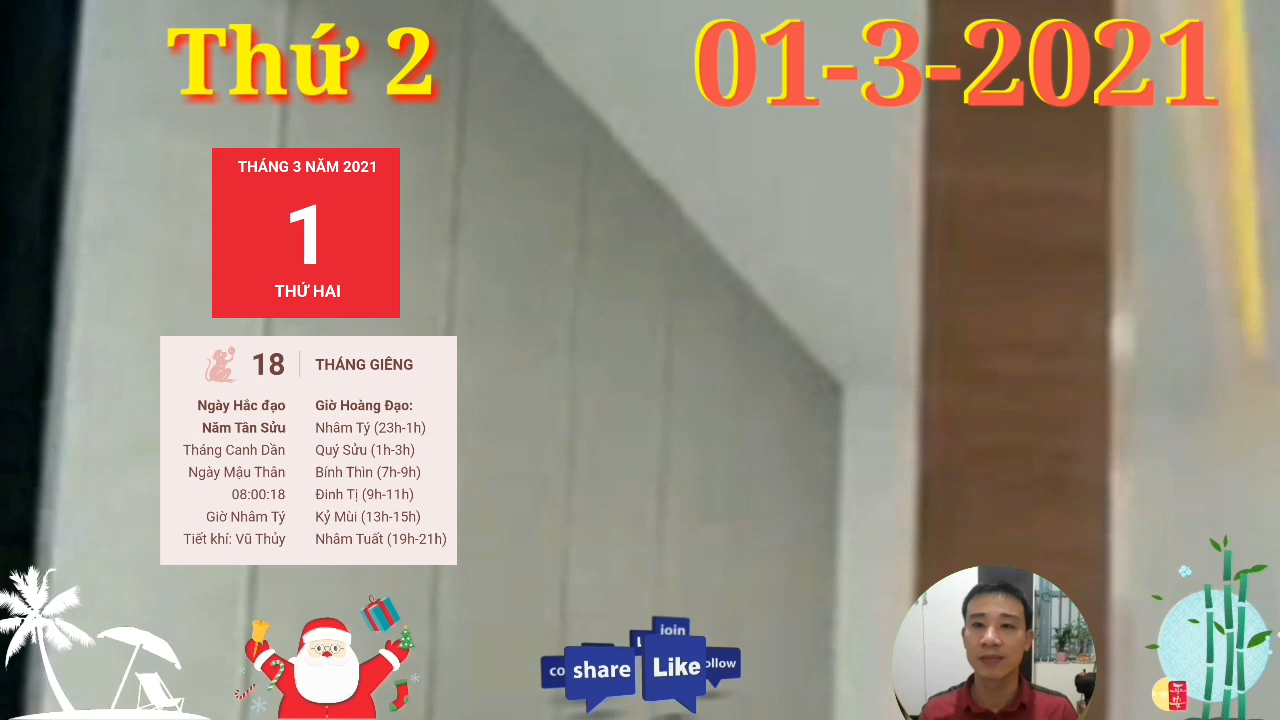 Thứ 2
01-3-2021
THÁNG 3 NĂM 2021
1
THỨ HAI
18
THÁNG GIÊNG
Ngày Hắc đạo
Năm Tân Sửu
Tháng Canh Dần
Ngày Mậu Thân
08:00:18
Giờ Nhâm Tý
Tiết khí: Vũ Thủy
Giờ Hoàng Đạo:
Nhâm Tý (23h-1h)
Quý Sửu (1h-3h)
Bính Thìn (7h-9h)
Đinh Tị (9h-11h)
Kỷ Mùi (13h-15h)
Nhâm Tuất (19h-21h)
join
share
Like